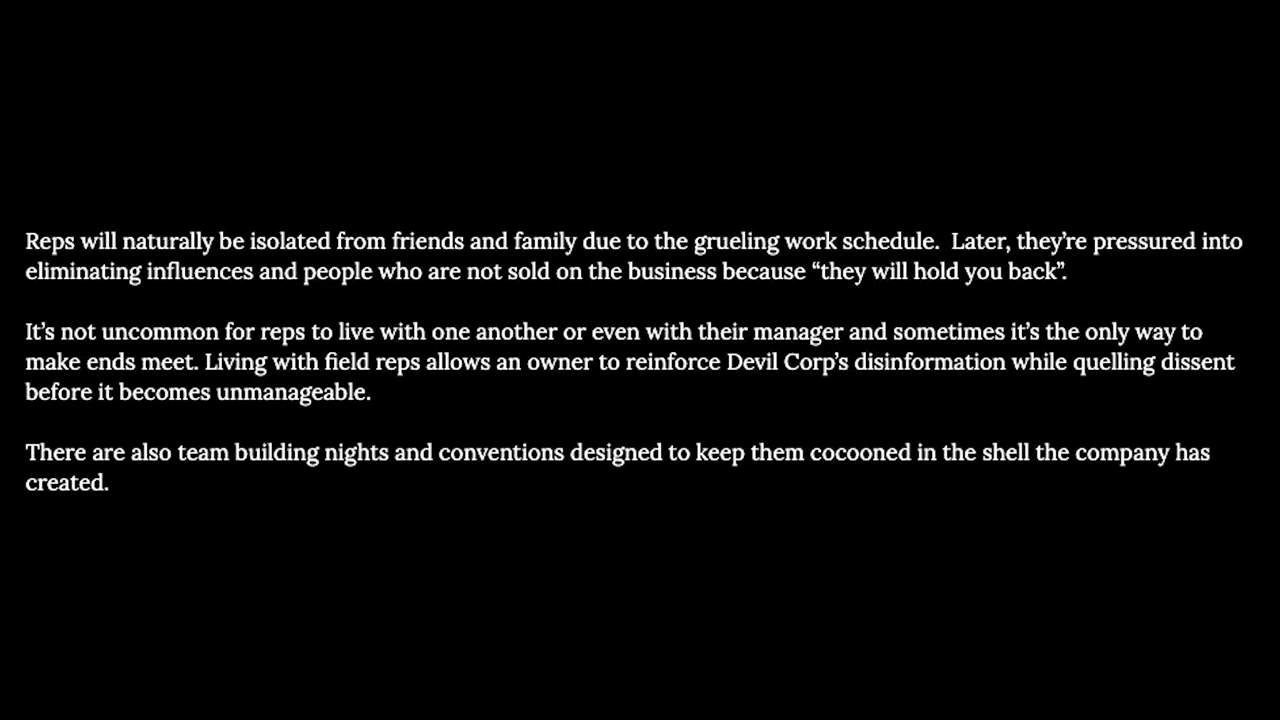 Reps will naturally be isolated from friends and family due to the grueling work schedule.  Later, they’re pressured into
eliminating influences and people who are not sold on the business because “they will hold you back”.
It’s not uncommon for reps to live with one another or even with their manager and sometimes it’s the only way to
make ends meet. Living with field reps allows an owner to reinforce Devil Corp’s disinformation while quelling dissent
before it becomes unmanageable.
There are also team building nights and conventions designed to keep them cocooned in the shell the company has
created.